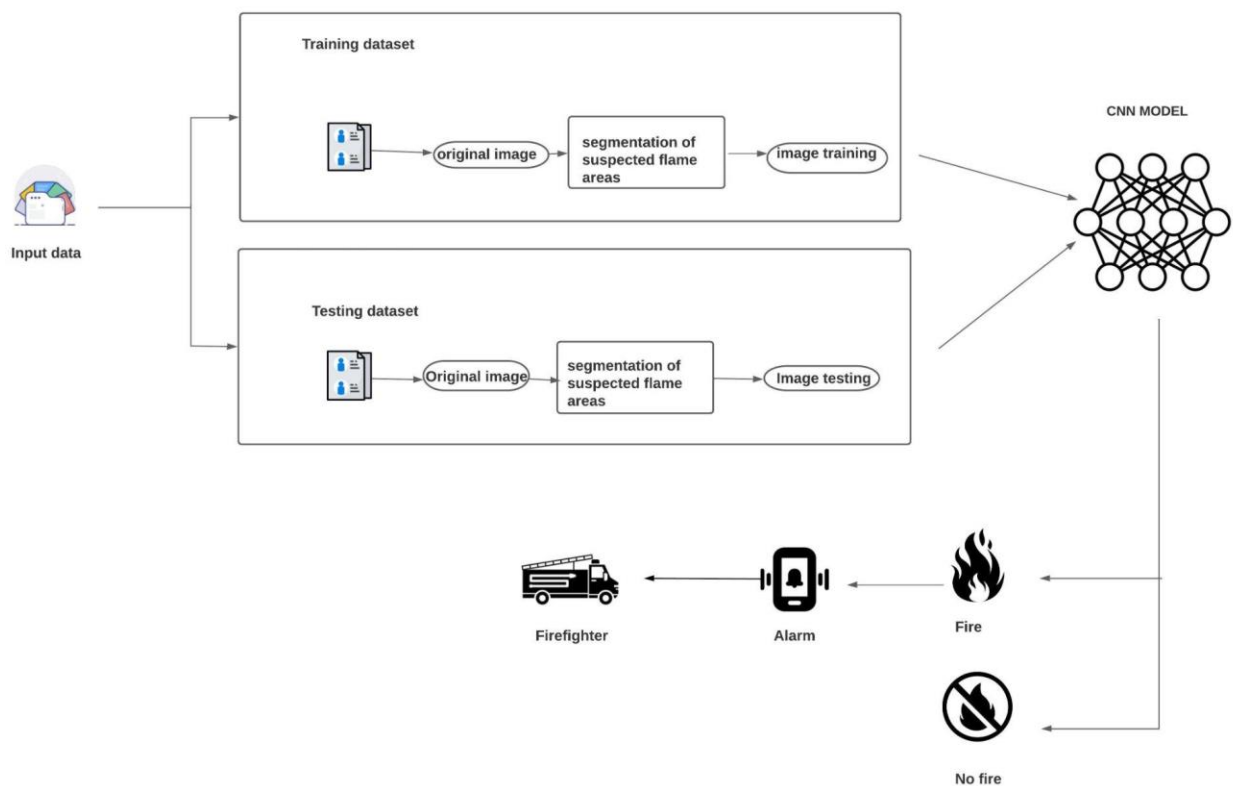 Training dataset
original image
segmentation of
suspected flame
areas
image training
CNN MODEL
Input data
Testing dataset
Original image
segmentation of
suspected flame
areas
Image testing
Firefighter
Alarm
Fire
No fire